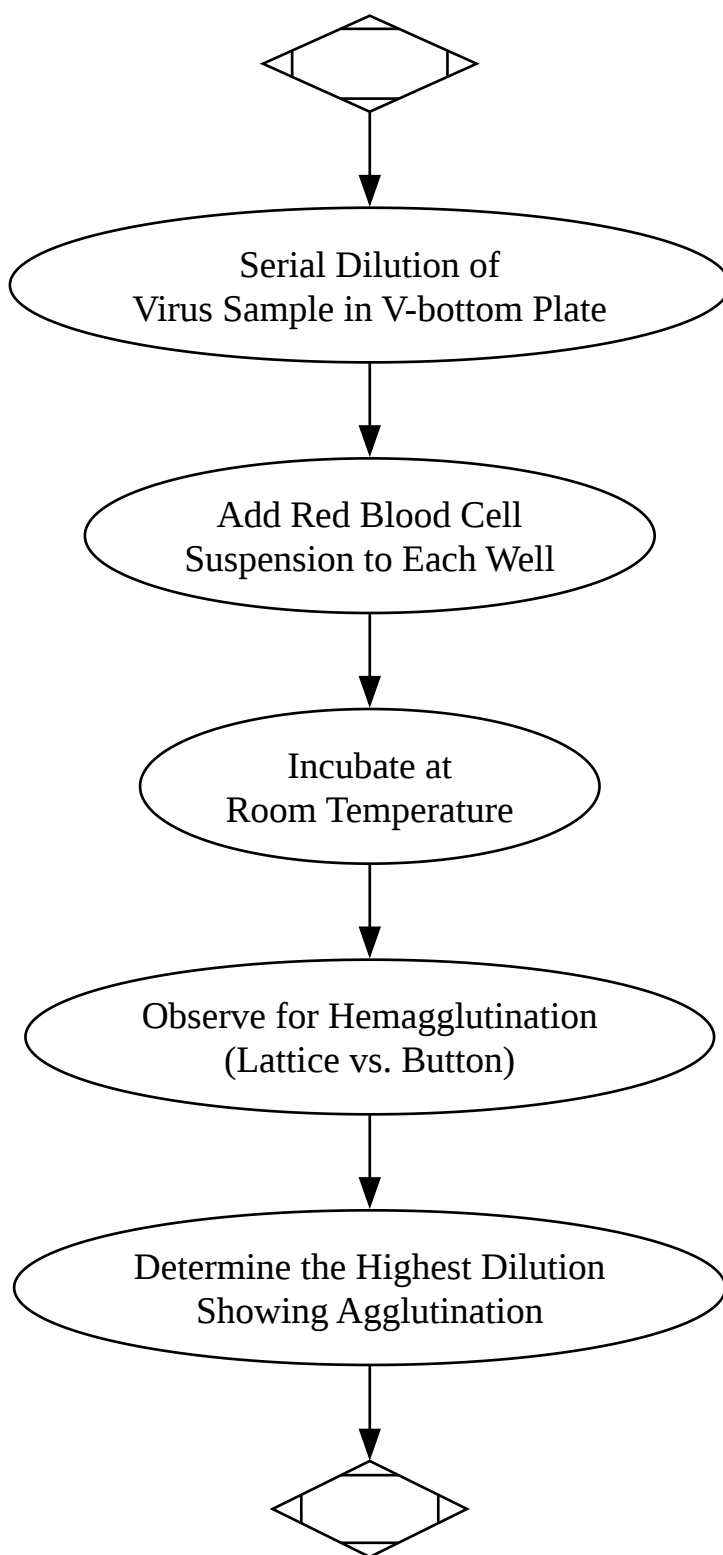 Serial Dilution of
Virus Sample in V-bottom Plate
Add Red Blood Cell
Suspension to Each Well
Incubate at
Room Temperature
Observe for Hemagglutination
(Lattice vs. Button)
Determine the Highest Dilution
Showing Agglutination